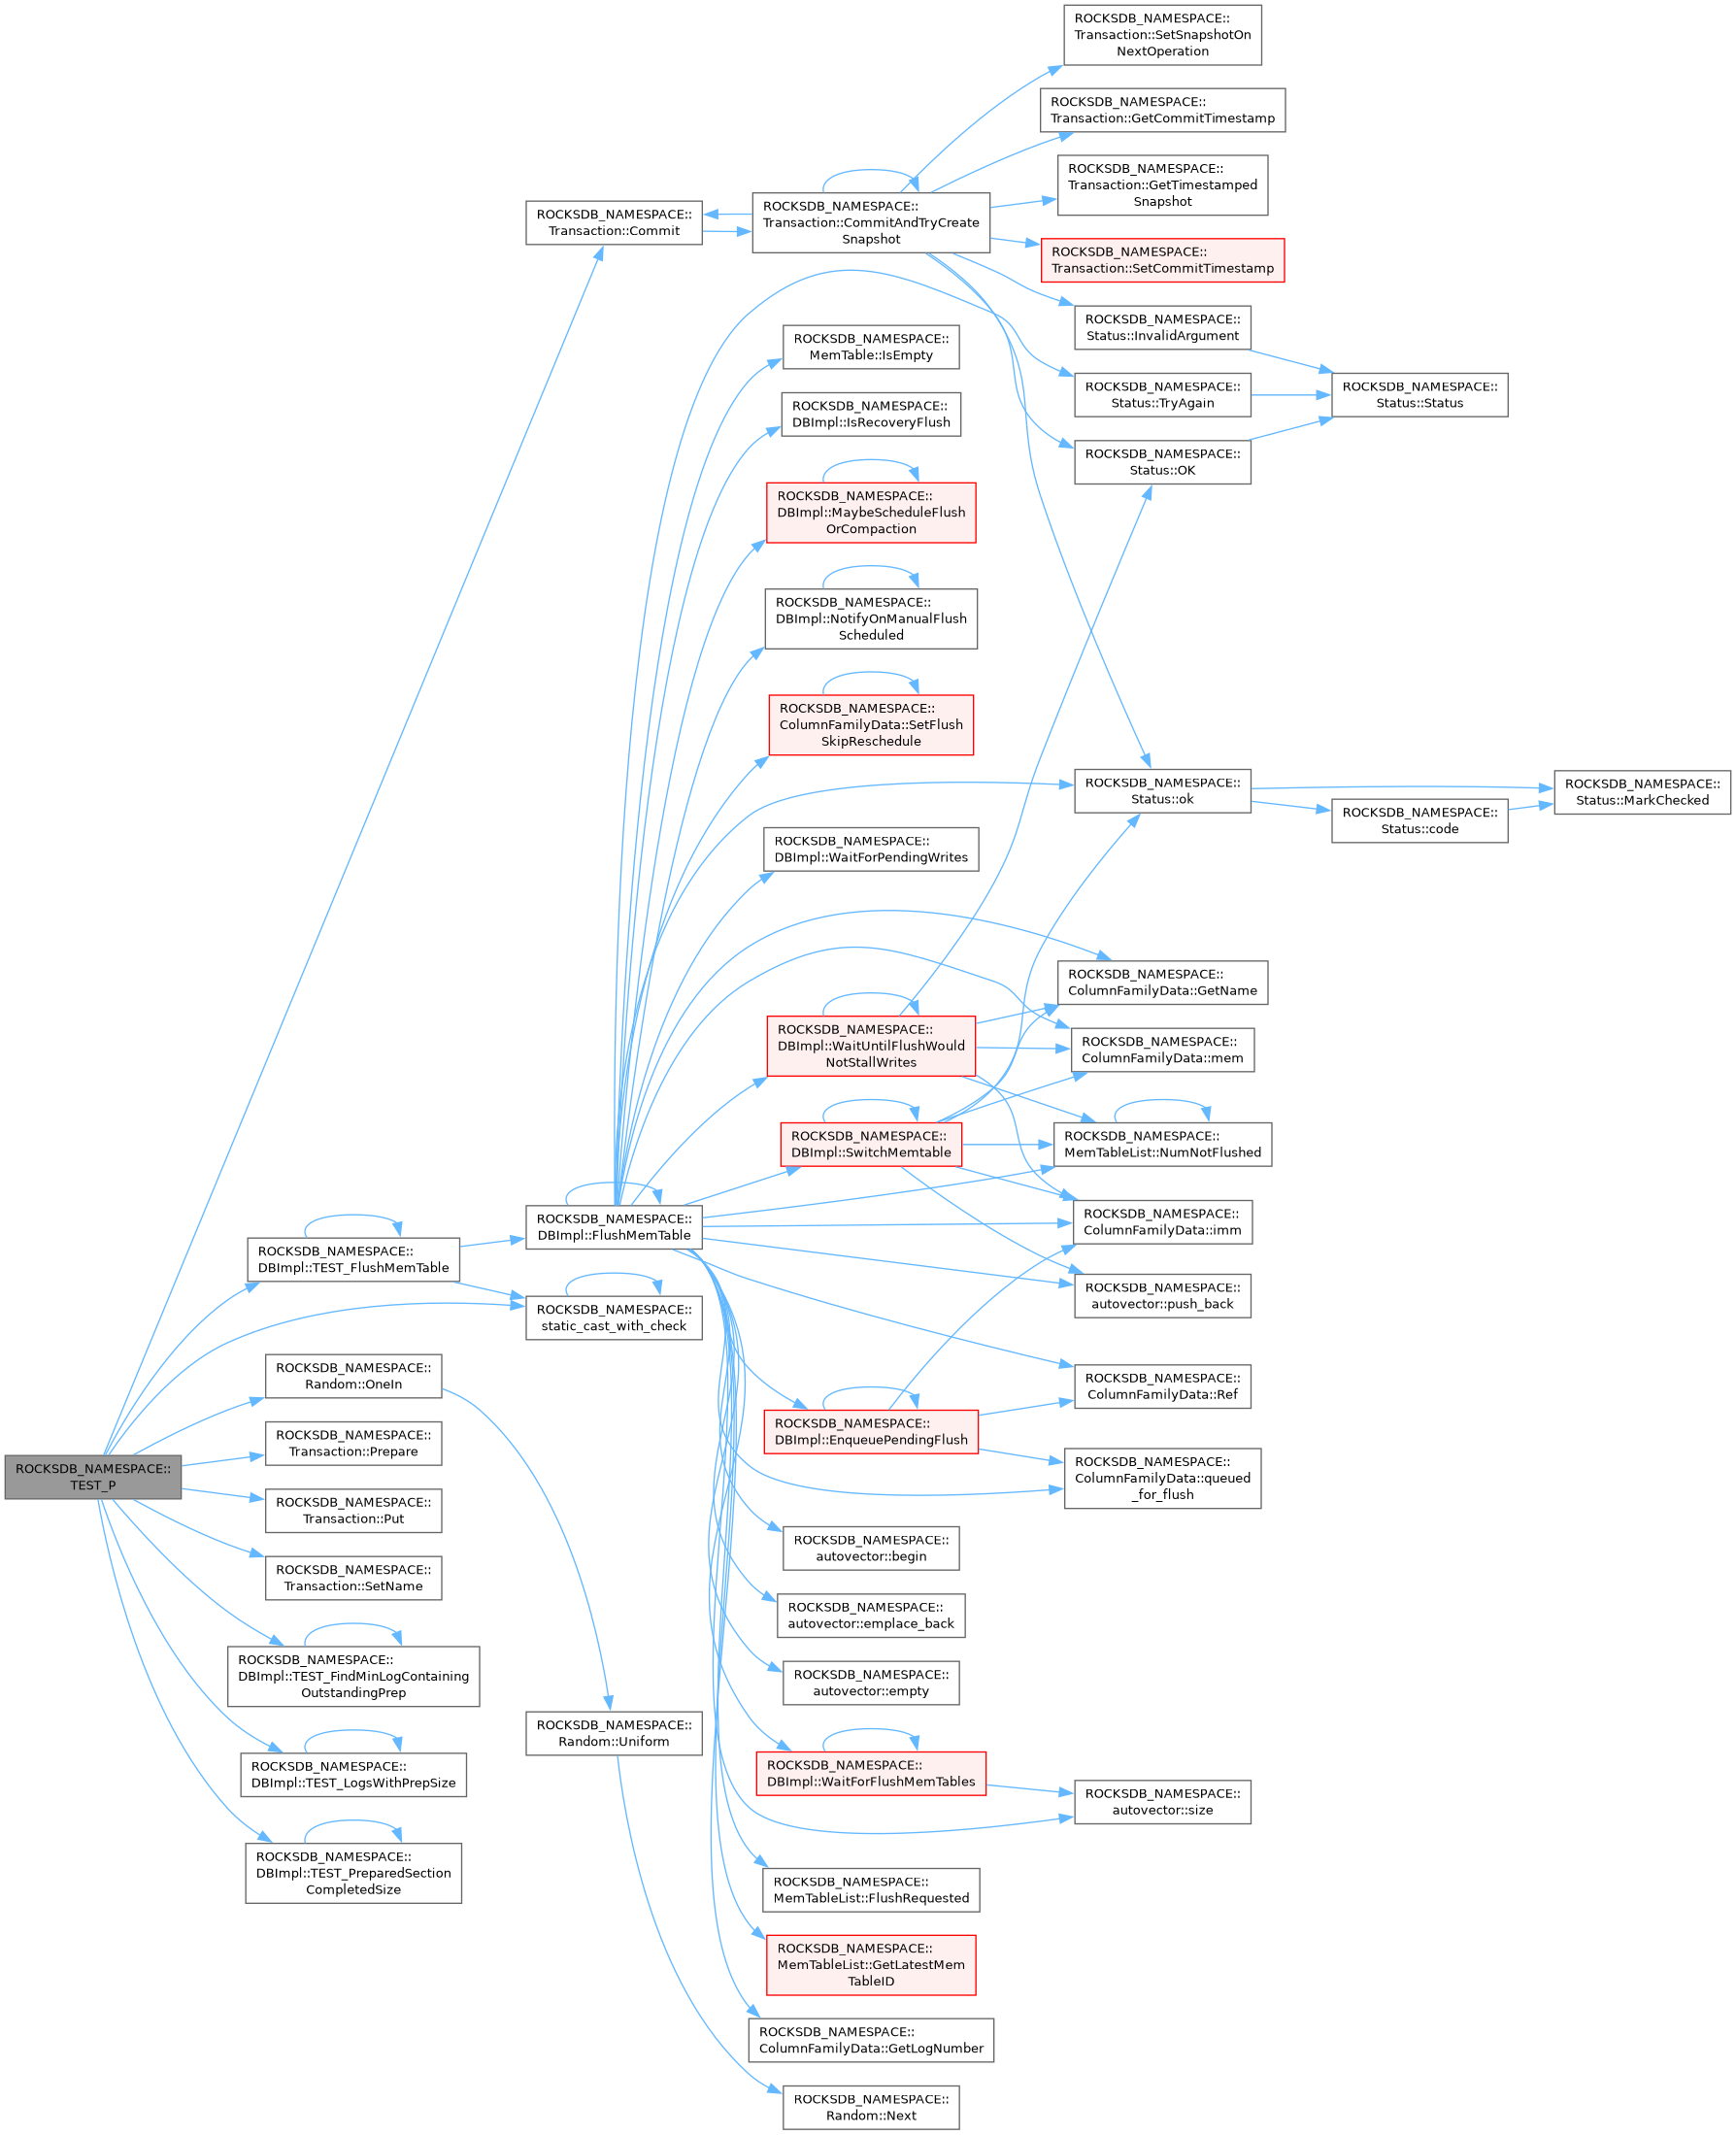 ROCKSDB_NAMESPACE::
TEST_P
ROCKSDB_NAMESPACE::
Transaction::Commit
ROCKSDB_NAMESPACE::
DBImpl::TEST_FlushMemTable
ROCKSDB_NAMESPACE::
static_cast_with_check
ROCKSDB_NAMESPACE::
Random::OneIn
ROCKSDB_NAMESPACE::
Transaction::Prepare
ROCKSDB_NAMESPACE::
Transaction::Put
ROCKSDB_NAMESPACE::
Transaction::SetName
ROCKSDB_NAMESPACE::
DBImpl::TEST_FindMinLogContaining
OutstandingPrep
ROCKSDB_NAMESPACE::
DBImpl::TEST_LogsWithPrepSize
ROCKSDB_NAMESPACE::
DBImpl::TEST_PreparedSection
CompletedSize
ROCKSDB_NAMESPACE::
DBImpl::FlushMemTable
ROCKSDB_NAMESPACE::
Random::Uniform
ROCKSDB_NAMESPACE::
Transaction::CommitAndTryCreate
Snapshot
ROCKSDB_NAMESPACE::
MemTable::IsEmpty
ROCKSDB_NAMESPACE::
DBImpl::IsRecoveryFlush
ROCKSDB_NAMESPACE::
DBImpl::MaybeScheduleFlush
OrCompaction
ROCKSDB_NAMESPACE::
DBImpl::NotifyOnManualFlush
Scheduled
ROCKSDB_NAMESPACE::
ColumnFamilyData::SetFlush
SkipReschedule
ROCKSDB_NAMESPACE::
DBImpl::WaitForPendingWrites
ROCKSDB_NAMESPACE::
DBImpl::WaitUntilFlushWould
NotStallWrites
ROCKSDB_NAMESPACE::
DBImpl::SwitchMemtable
ROCKSDB_NAMESPACE::
DBImpl::EnqueuePendingFlush
ROCKSDB_NAMESPACE::
autovector::begin
ROCKSDB_NAMESPACE::
autovector::emplace_back
ROCKSDB_NAMESPACE::
autovector::empty
ROCKSDB_NAMESPACE::
DBImpl::WaitForFlushMemTables
ROCKSDB_NAMESPACE::
MemTableList::FlushRequested
ROCKSDB_NAMESPACE::
MemTableList::GetLatestMem
TableID
ROCKSDB_NAMESPACE::
ColumnFamilyData::GetLogNumber
ROCKSDB_NAMESPACE::
Random::Next
ROCKSDB_NAMESPACE::
Transaction::SetSnapshotOn
NextOperation
ROCKSDB_NAMESPACE::
Transaction::GetCommitTimestamp
ROCKSDB_NAMESPACE::
Transaction::GetTimestamped
Snapshot
ROCKSDB_NAMESPACE::
Transaction::SetCommitTimestamp
ROCKSDB_NAMESPACE::
Status::InvalidArgument
ROCKSDB_NAMESPACE::
Status::TryAgain
ROCKSDB_NAMESPACE::
Status::OK
ROCKSDB_NAMESPACE::
Status::ok
ROCKSDB_NAMESPACE::
ColumnFamilyData::GetName
ROCKSDB_NAMESPACE::
ColumnFamilyData::mem
ROCKSDB_NAMESPACE::
MemTableList::NumNotFlushed
ROCKSDB_NAMESPACE::
ColumnFamilyData::imm
ROCKSDB_NAMESPACE::
autovector::push_back
ROCKSDB_NAMESPACE::
ColumnFamilyData::Ref
ROCKSDB_NAMESPACE::
ColumnFamilyData::queued
_for_flush
ROCKSDB_NAMESPACE::
autovector::size
ROCKSDB_NAMESPACE::
Status::Status
ROCKSDB_NAMESPACE::
Status::code
ROCKSDB_NAMESPACE::
Status::MarkChecked